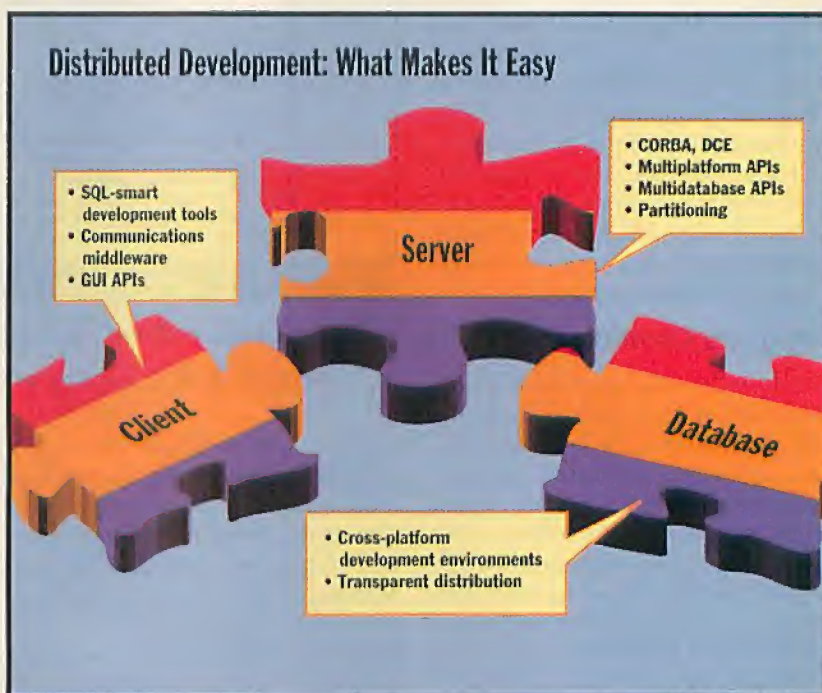 Distributed Development: What Makes It Easy
• SQL-smart
development tools
• Communications
middleware
• GUI APIs
• CORBA, DCE
• Multiplatform APIs
• Multidatabase APIs
• Partitioning
Server
Client
Database
• Cross-platform
development environments
• Transparent distribution